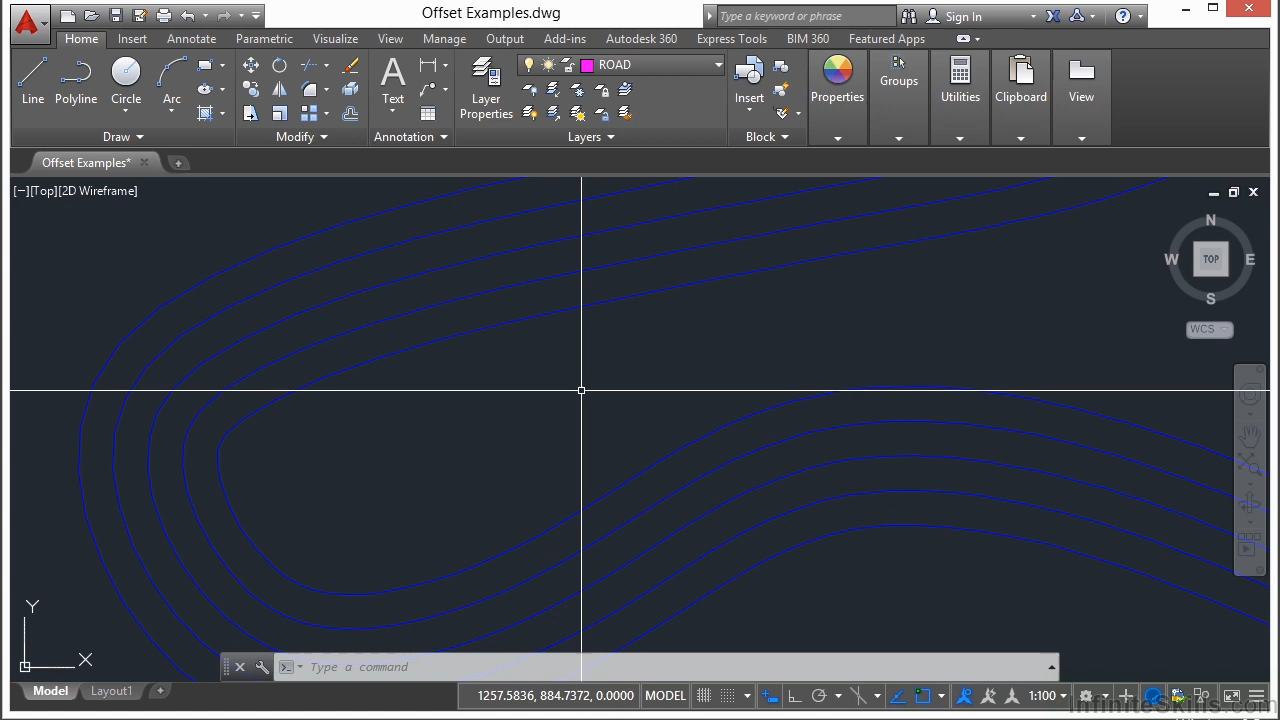 Offset Examples.dwg
Type a keyword or phrase
Sign In
Home Insert Annotate Parametric Visualize View Manage Output Add-ins Autodesk 360 Express Tools BIM 360 Featured Apps
ROAD
Line Polyline Circle Arc
Text
Layer Properties
Insert
Properties
Groups
Utilities
Clipboard
View
Draw Modify Annotation Layers Block
Offset Examples*
[−][Top][2D Wireframe]
N
W TOP E
S
WCS
Y
X
Type a command
Model Layout1
1257.5836, 884.7372, 0.0000 MODEL
1:100
InfiniteSkills.com